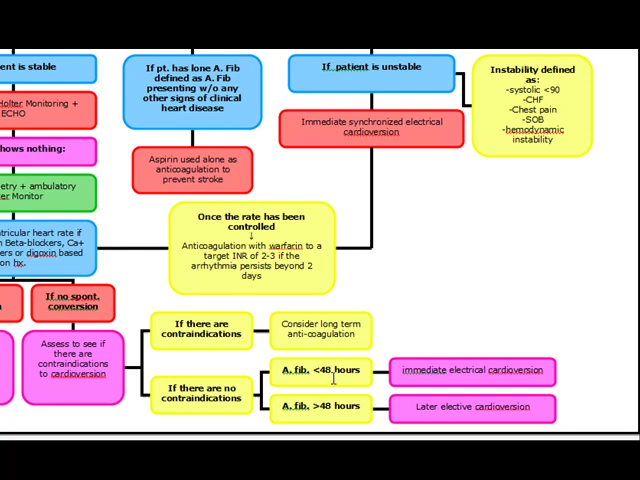 ent is stable
Holter Monitoring +
ECHO
hows nothing:
etry + ambulatory
er Monitor
tricular heart rate if
n Beta-blockers, Ca+
ers or digoxin based
on hx.
If pt. has lone A. Fib
defined as A. Fib
presenting w/o any
other signs of clinical
heart disease
Aspirin used alone as
anticoagulation to
prevent stroke
If patient is unstable
Immediate synchronized electrical
cardioversion
Instability defined
as:
-systolic <90
-CHF
-Chest pain
-SOB
-hemodynamic
instability
Once the rate has been
controlled
↓
Anticoagulation with warfarin to a
target INR of 2-3 if the
arrhythmia persists beyond 2
days
If no spont.
conversion
Assess to see if
there are
contraindications
to cardioversion
If there are
contraindications
Consider long term
anti-coagulation
If there are no
contraindications
A. fib. <48 hours
immediate electrical cardioversion
A. fib. >48 hours
Later elective cardioversion